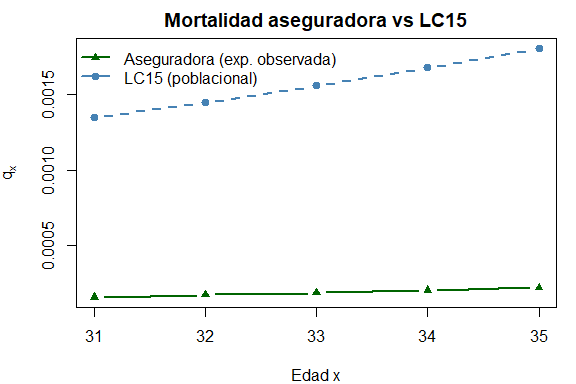 Mortalidad aseguradora vs LC15
Aseguradora (exp. observada)
LC15 (poblacional)
qx
0.0015
0.0010
0.0005
31 32 33 34 35
Edad x